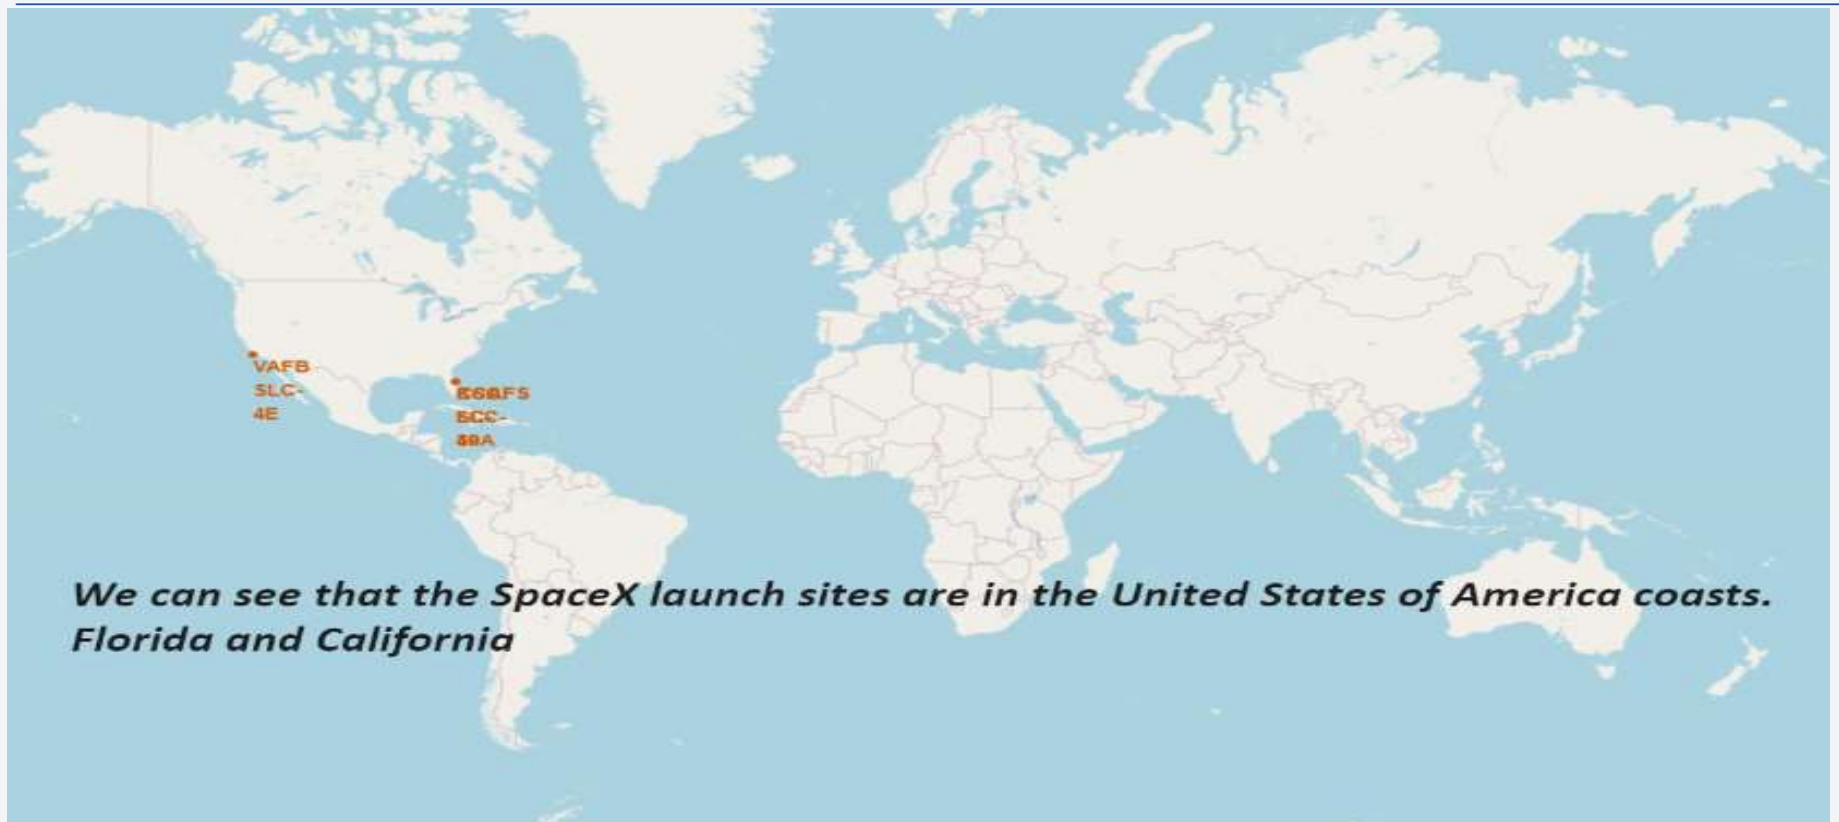 VAFB
SLC-
4E
We can see that the SpaceX launch sites are in the United States of America coasts.
Florida and California